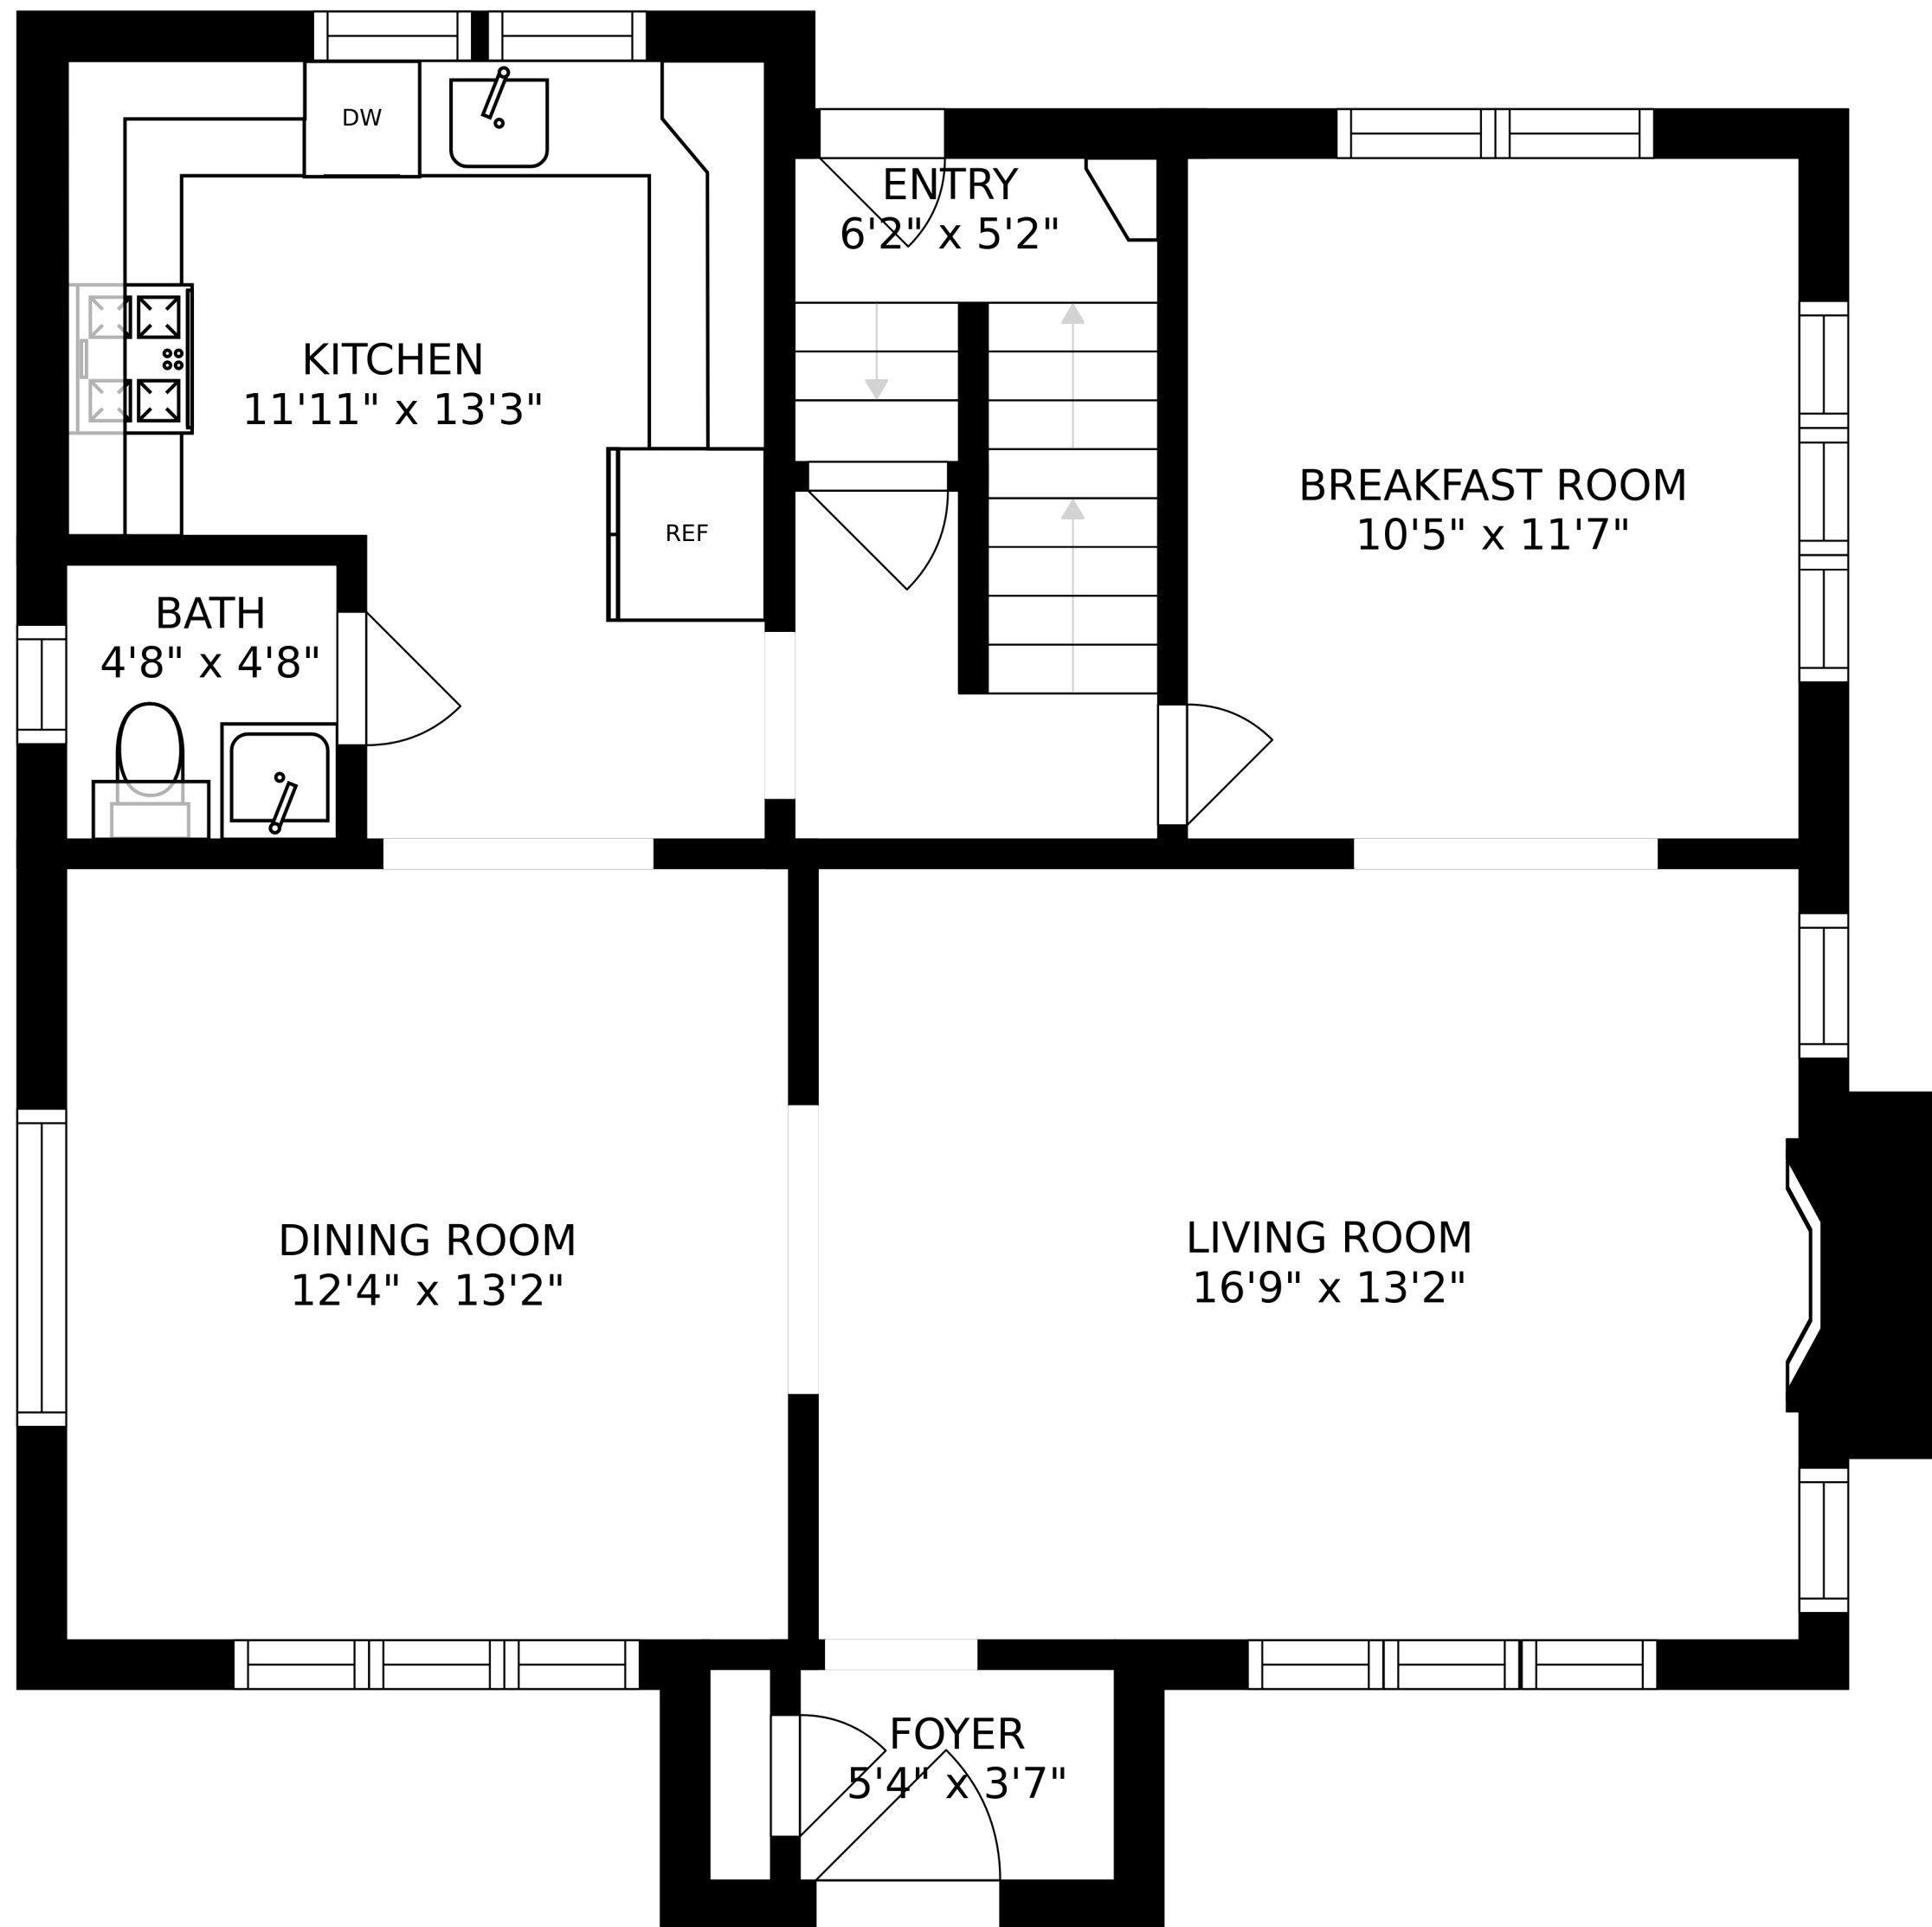 DW
ENTRY
6'2" x 5'2"
KITCHEN
11'11" x 13'3"
BREAKFAST ROOM
10'5" x 11'7"
REF
BATH
4'8" x 4'8"
DINING ROOM
12'4" x 13'2"
LIVING ROOM
16'9" x 13'2"
FOYER
5'4" x 3'7"